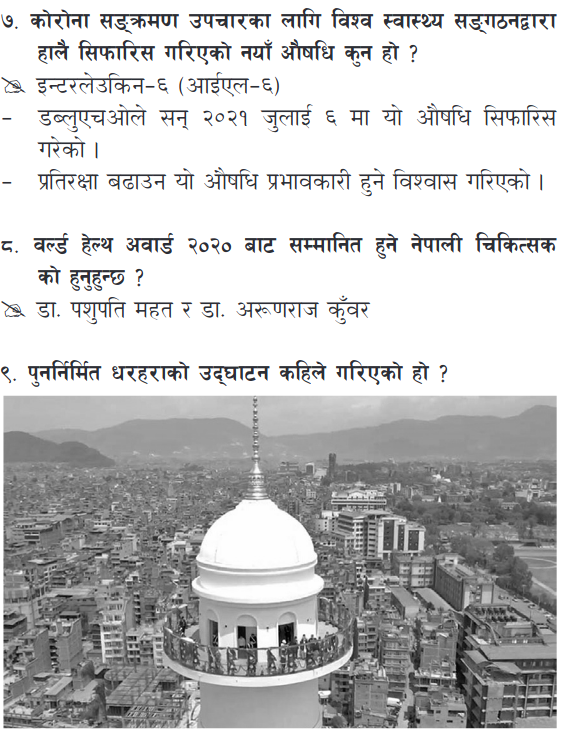 ७. कोरोना सङ्क्रमण उपचारका लागि विश्व स्वास्थ्य सङ्गठनद्वारा
हालै सिफारिस गरिएको नयाँ औषधि कुन हो ?
इन्टरलेउकिन-६ (आईएल-६)
- डब्लुएचओले सन् २०२१ जुलाई ६ मा यो औषधि सिफारिस
गरेको ।
- प्रतिरक्षा बढाउन यो औषधि प्रभावकारी हुने विश्वास गरिएको ।
८. वर्ल्ड हेल्थ अवार्ड २०२० बाट सम्मानित हुने नेपाली चिकित्सक
को हुनुहुन्छ ?
डा. पशुपति महत र डा. अरूणराज कुँवर
९. पुनर्निर्मित धरहराको उद्घाटन कहिले गरिएको हो ?